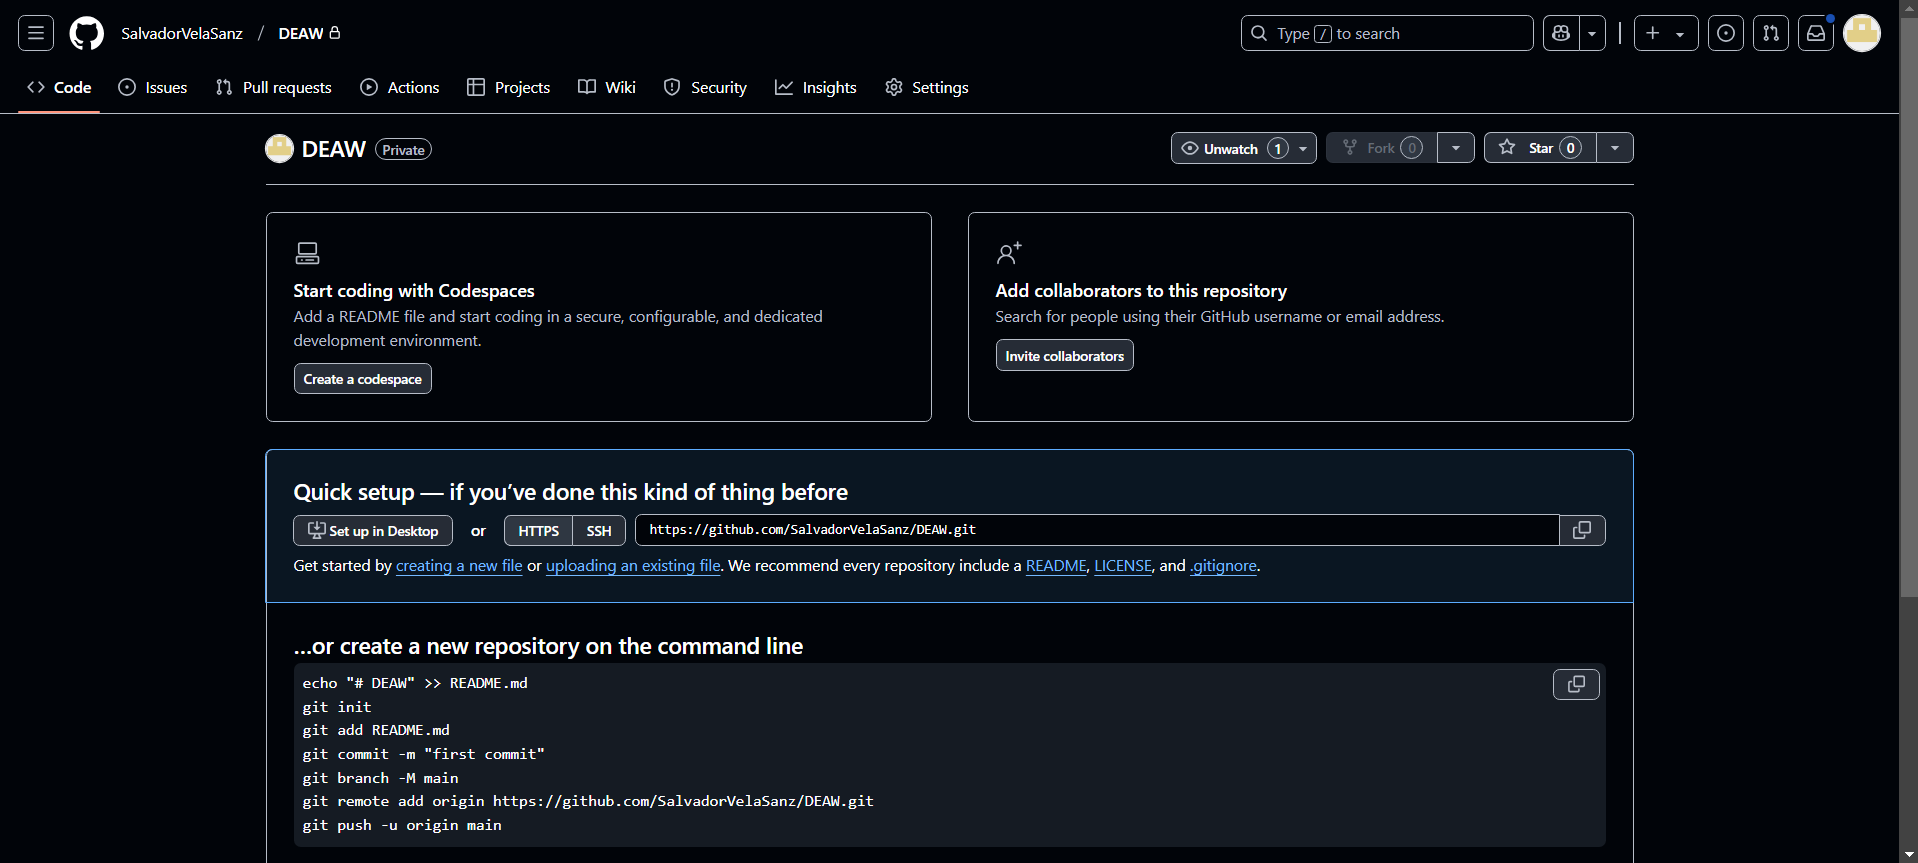 SalvadorVelaSanz / DEAW
Type / to search
Code Issues Pull requests Actions Projects Wiki Security Insights Settings
DEAW Private
Unwatch 1 Fork 0 Star 0
Start coding with Codespaces
Add a README file and start coding in a secure, configurable, and dedicated
development environment.
Create a codespace
Add collaborators to this repository
Search for people using their GitHub username or email address.
Invite collaborators
Quick setup — if you’ve done this kind of thing before
Set up in Desktop or HTTPS SSH https://github.com/SalvadorVelaSanz/DEAW.git
Get started by creating a new file or uploading an existing file. We recommend every repository include a README, LICENSE, and .gitignore.
…or create a new repository on the command line
echo "# DEAW" >> README.md
git init
git add README.md
git commit -m "first commit"
git branch -M main
git remote add origin https://github.com/SalvadorVelaSanz/DEAW.git
git push -u origin main